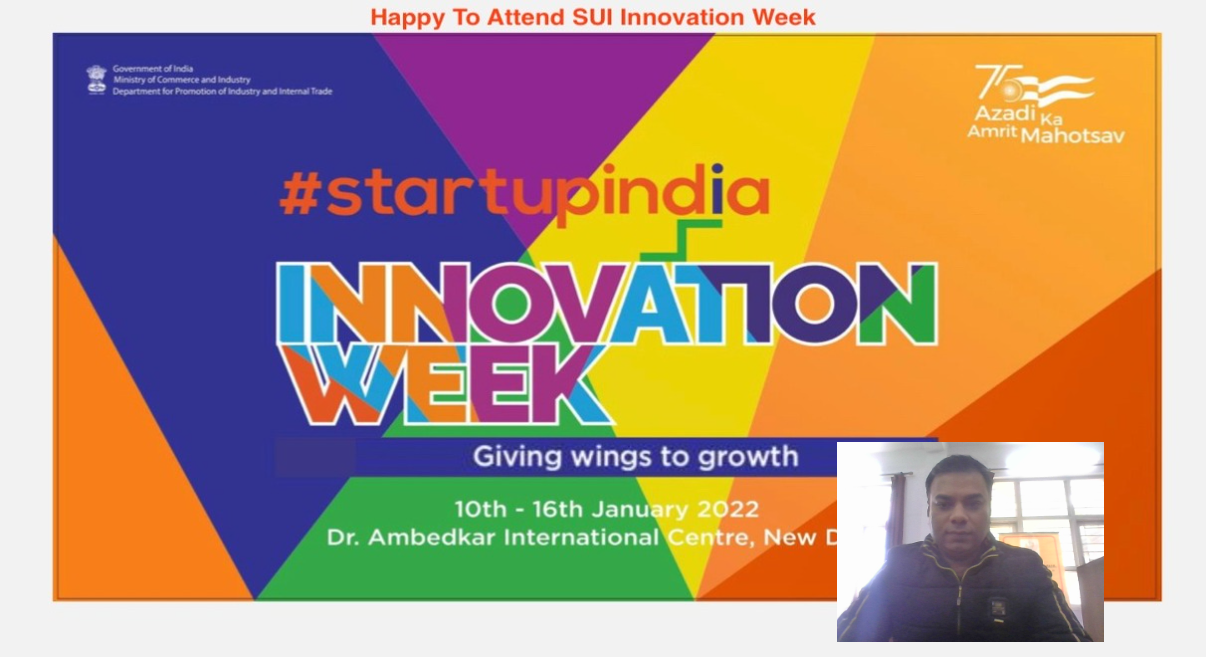 Happy To Attend SUI Innovation Week
Government of India
Ministry of Commerce and Industry
Department for Promotion of Industry and Internal Trade
75
Azadi Ka
Amrit Mahotsav
#startupindia
INNOVATION
WEEK
Giving wings to growth
10th - 16th January 2022
Dr. Ambedkar International Centre, New D